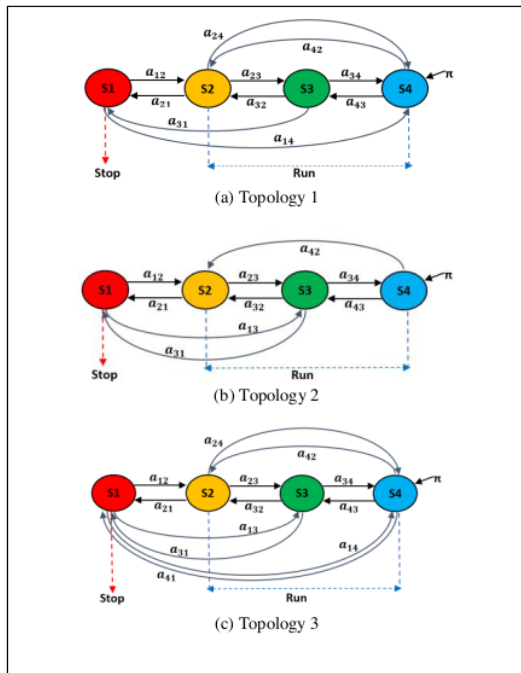 a24
a42
a12 a23 a34 π
S1 S2 S3 S4
a21 a32 a43
a31
a14
Stop Run
(a) Topology 1
a42
a12 a23 a34 π
S1 S2 S3 S4
a21 a32 a43
a13
a31
Stop Run
(b) Topology 2
a24
a42
a12 a23 a34 π
S1 S2 S3 S4
a21 a32 a43
a13
a31 a14
a41
Stop Run
(c) Topology 3